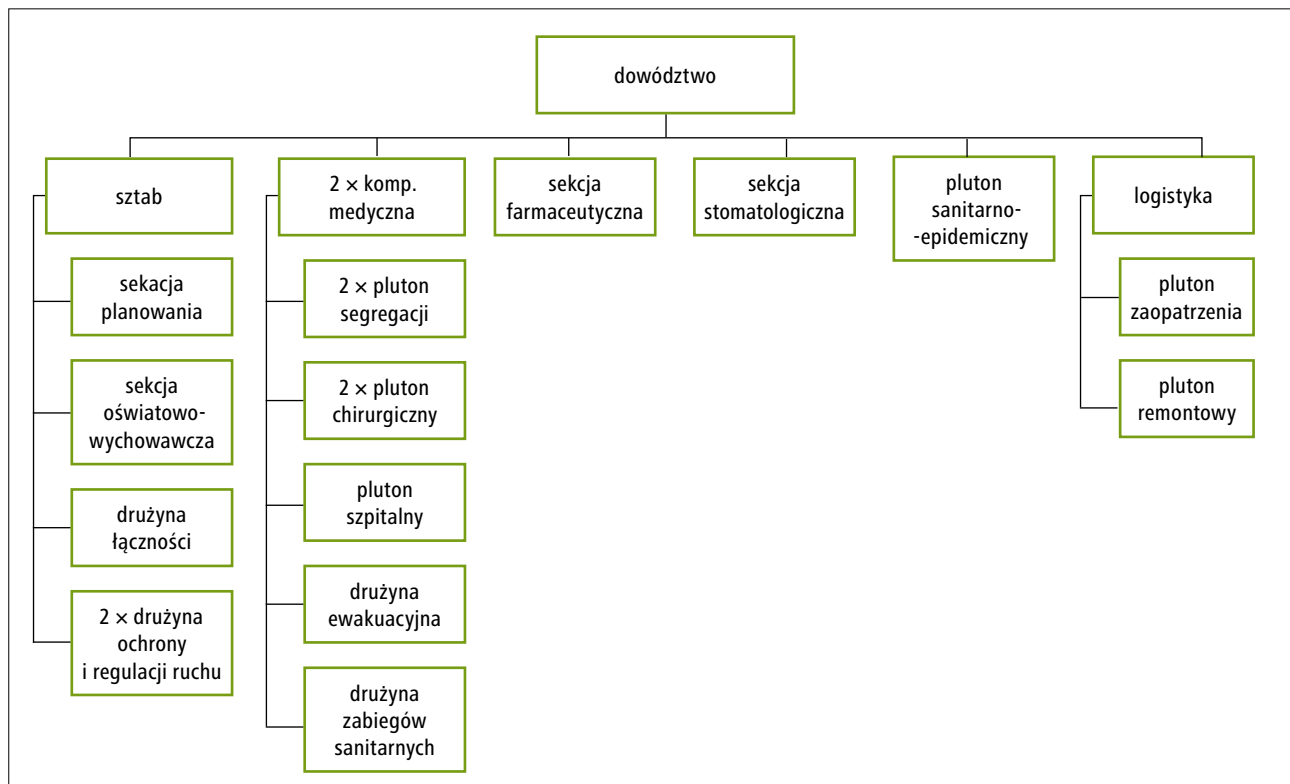 dowództwo
sztab
2 × komp.
medyczna
sekcja
farmaceutyczna
sekcja
stomatologiczna
pluton
sanitarno-
-epidemiczny
logistyka
sekacja
planowania
sekcja
oświatowo-
wychowawcza
drużyna
łączności
2 × drużyna
ochrony
i regulacji ruchu
2 × pluton
segregacji
2 × pluton
chirurgiczny
pluton
szpitalny
drużyna
ewakuacyjna
drużyna
zabiegów
sanitarnych
pluton
zaopatrzenia
pluton
remontowy